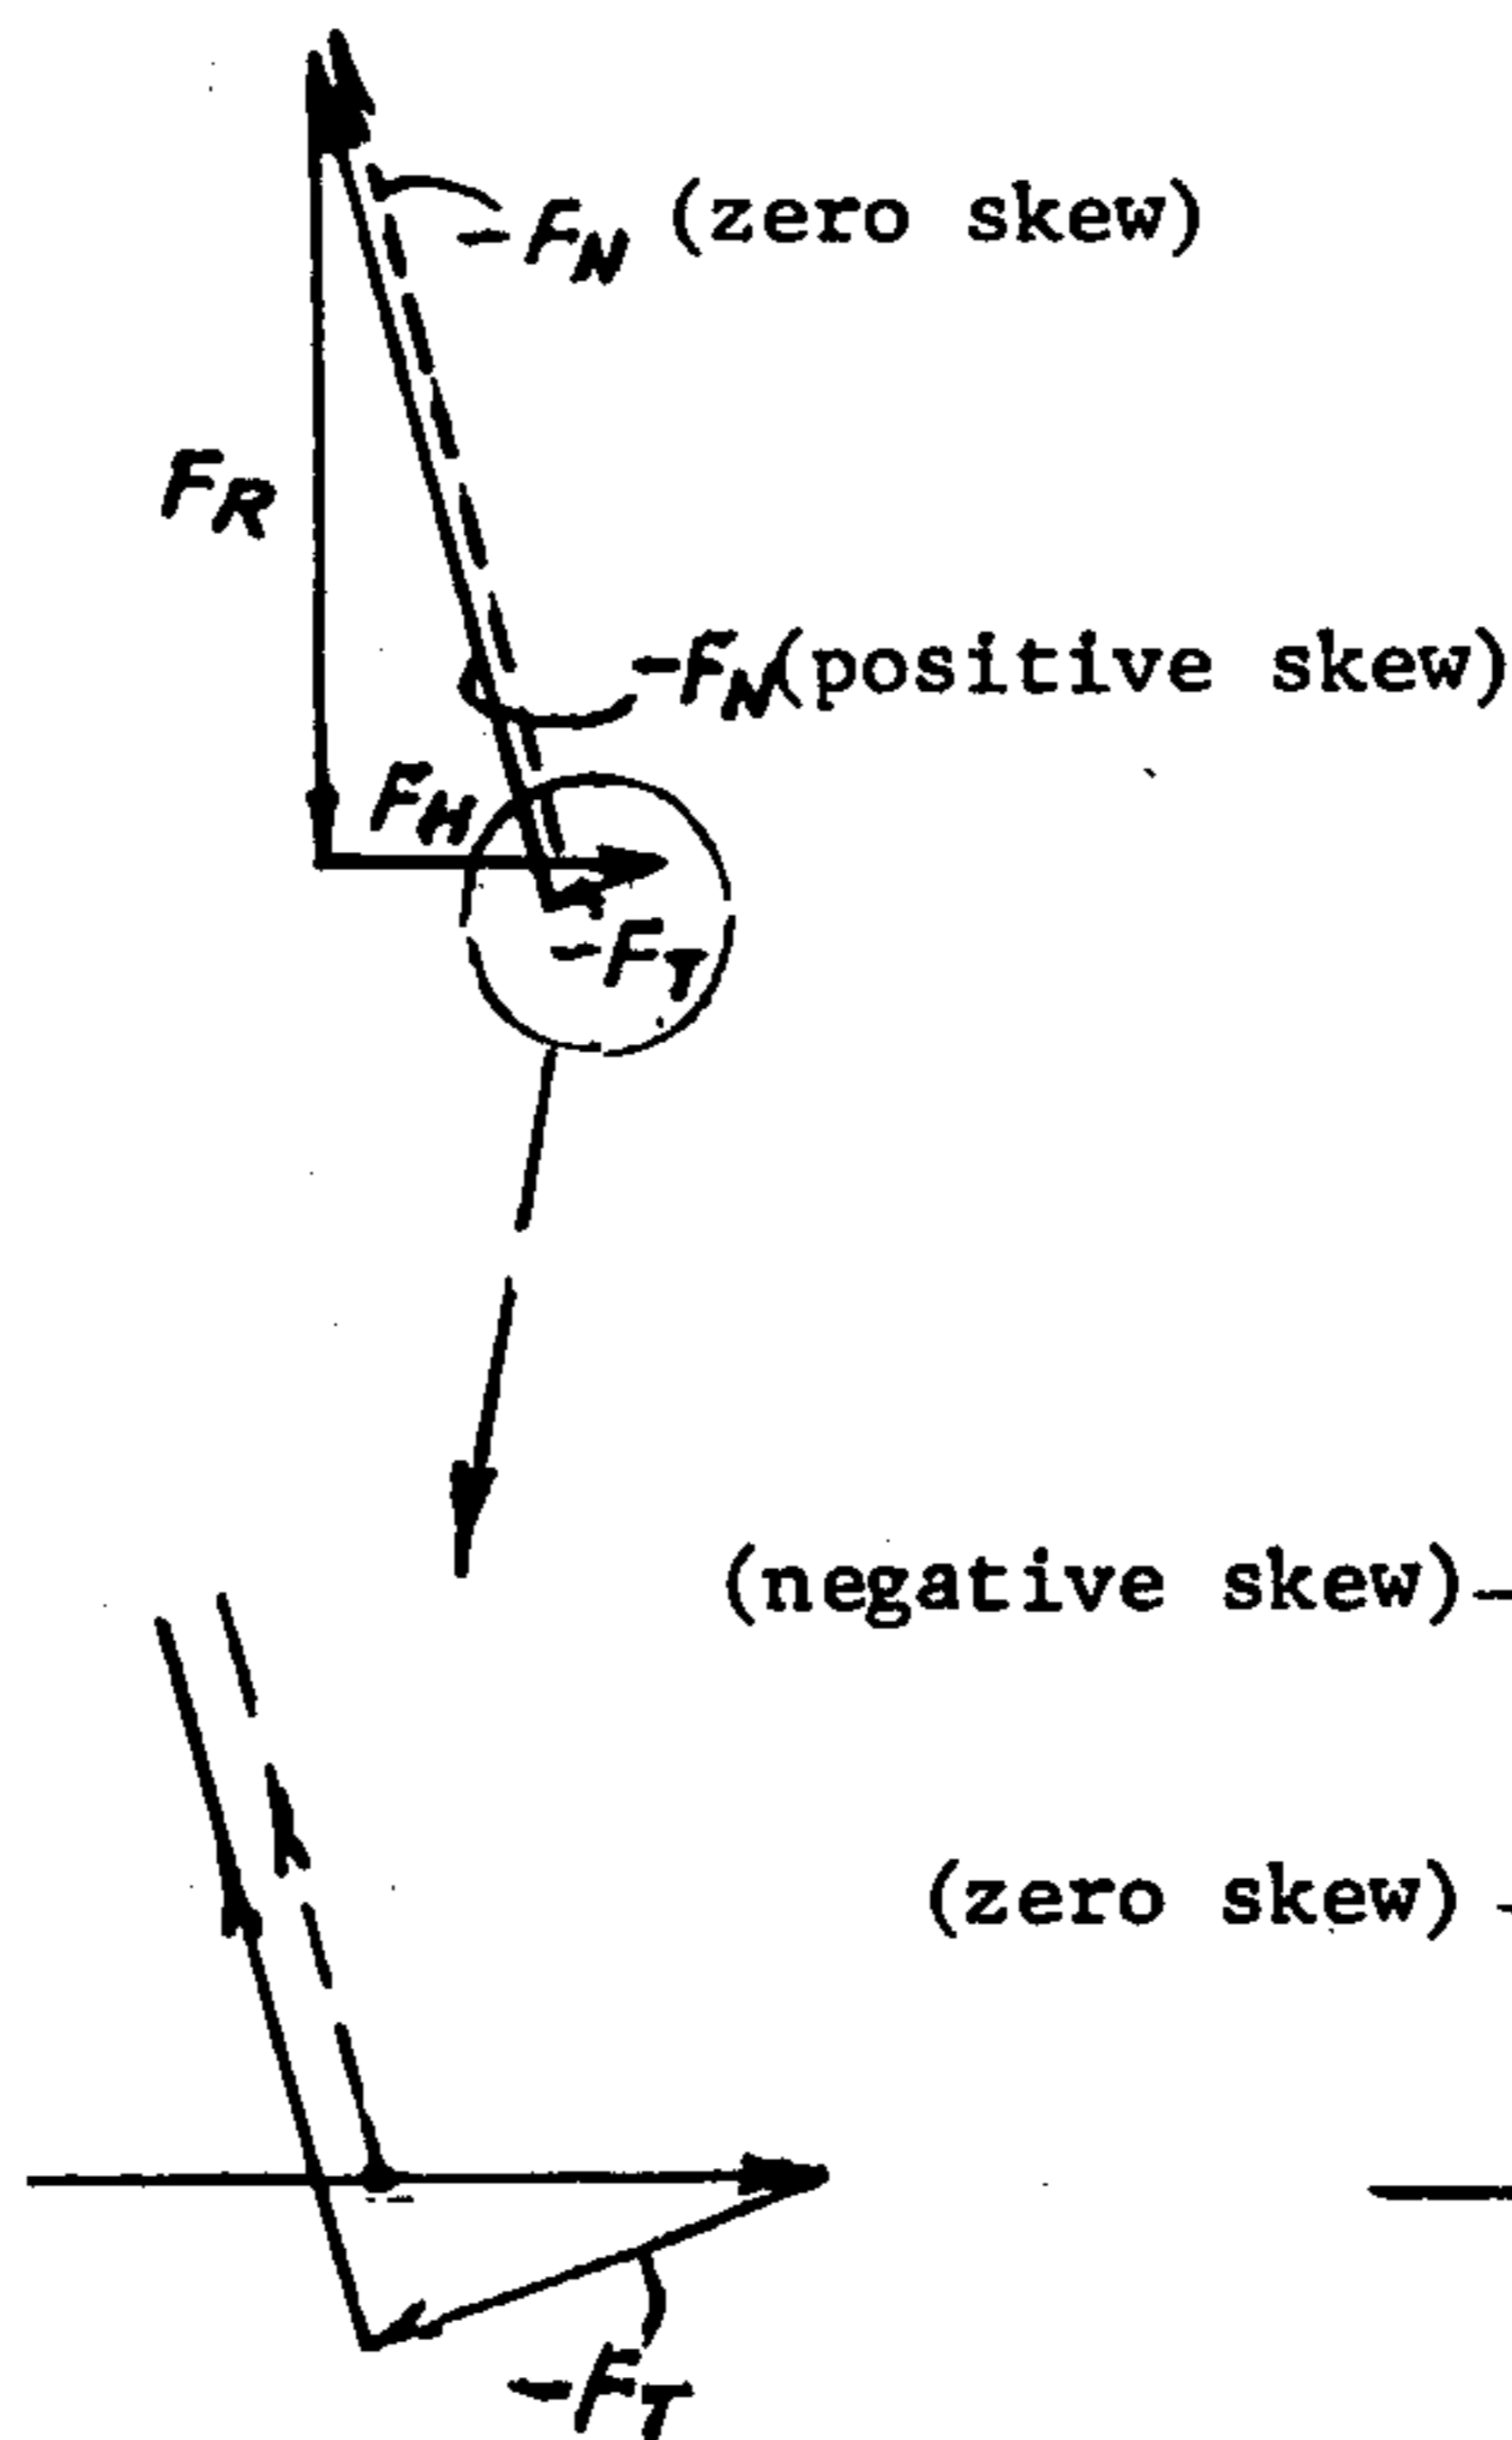 -FN (zero skew)
FR
-FN(positive skew)
FH
-FT
(negative skew)
(zero skew)
-FT